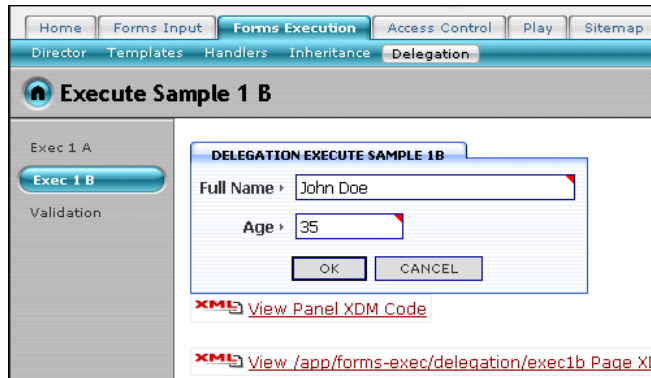 Home Forms Input Forms Execution Access Control Play Sitemap
Director Templates Handlers Inheritance Delegation
Execute Sample 1 B
Exec 1 A
Exec 1 B
Validation
DELEGATION EXECUTE SAMPLE 1B
Full Name John Doe
Age 35
OK CANCEL
XML View Panel XDM Code
XML View /app/forms-exec/delegation/exec1b Page